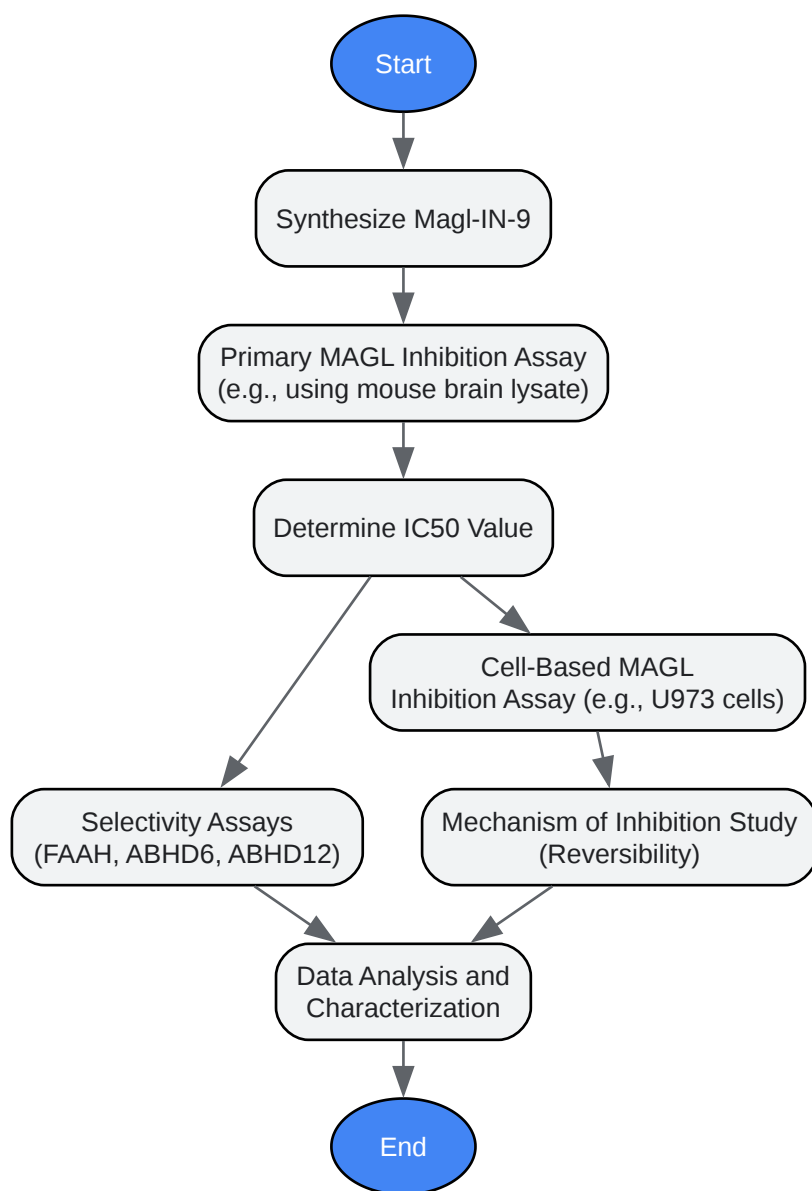 Start
Synthesize Magl-IN-9
Primary MAGL Inhibition Assay
(e.g., using mouse brain lysate)
Determine IC50 Value
Cell-Based MAGL
Inhibition Assay (e.g., U973 cells)
Selectivity Assays
(FAAH, ABHD6, ABHD12)
Mechanism of Inhibition Study
(Reversibility)
Data Analysis and
Characterization
End